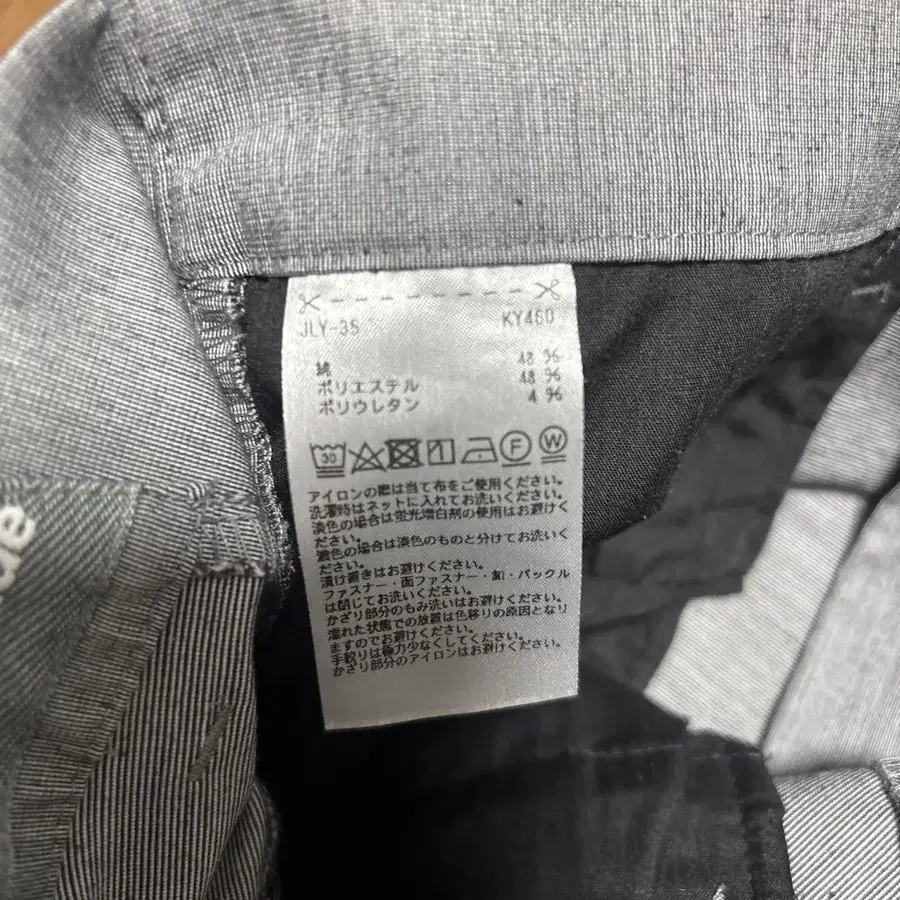 JLY-35 KY460
綿 48 %
ポリエステル 48 %
ポリウレタン 4 %
30 F W
アイロンの際は当て布をご使用ください。
洗濯時はネットに入れてお洗いください。
淡色の場合は蛍光増白剤の使用はお避けく
ださい。
濃色の場合は淡色のものと分けてお洗いく
ださい。
漬け置きはお避けください。
ファスナー・面ファスナー・釦・バックル
は閉じてお洗いください。
かざり部分のもみ洗いはお避けください。
濡れた状態での放置は色移りの原因となり
ますのでお避けください。
手絞りは極力少なくしてください。
かざり部分のアイロンはお避けください。